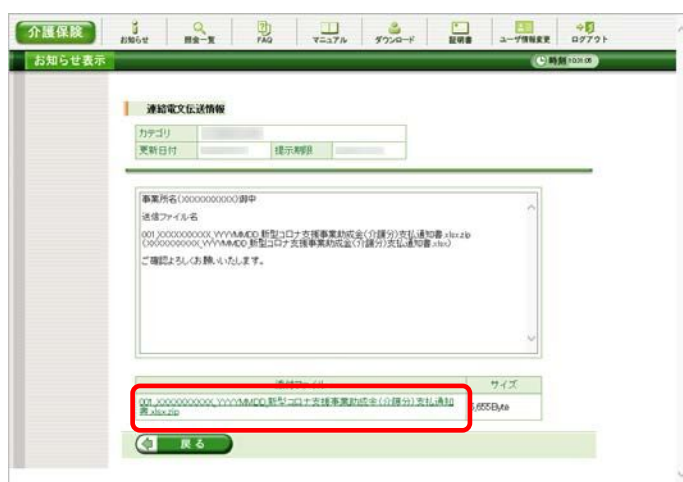 介護保険
お知らせ
照会一覧
FAQ
マニュアル
ダウンロード
証明書
ユーザ情報変更
ログアウト
お知らせ表示
時刻
連絡電文伝送情報
カテゴリ
更新日付
提示期限
事業所名(XXXXXXXXXX)御中
送信ファイル名
001_XXXXXXXXXX_YYYYMMDD_新型コロナ支援事業助成金(介護分)支払通知書.xlsx.zip
(XXXXXXXXXX_YYYYMMDD_新型コロナ支援事業助成金(介護分)支払通知書.xlsx)
ご確認よろしくお願いいたします。
サイズ
001_XXXXXXXXXX_YYYYMMDD_新型コロナ支援事業助成金(介護分)支払通知
書.xlsx.zip
,655Byte
戻る